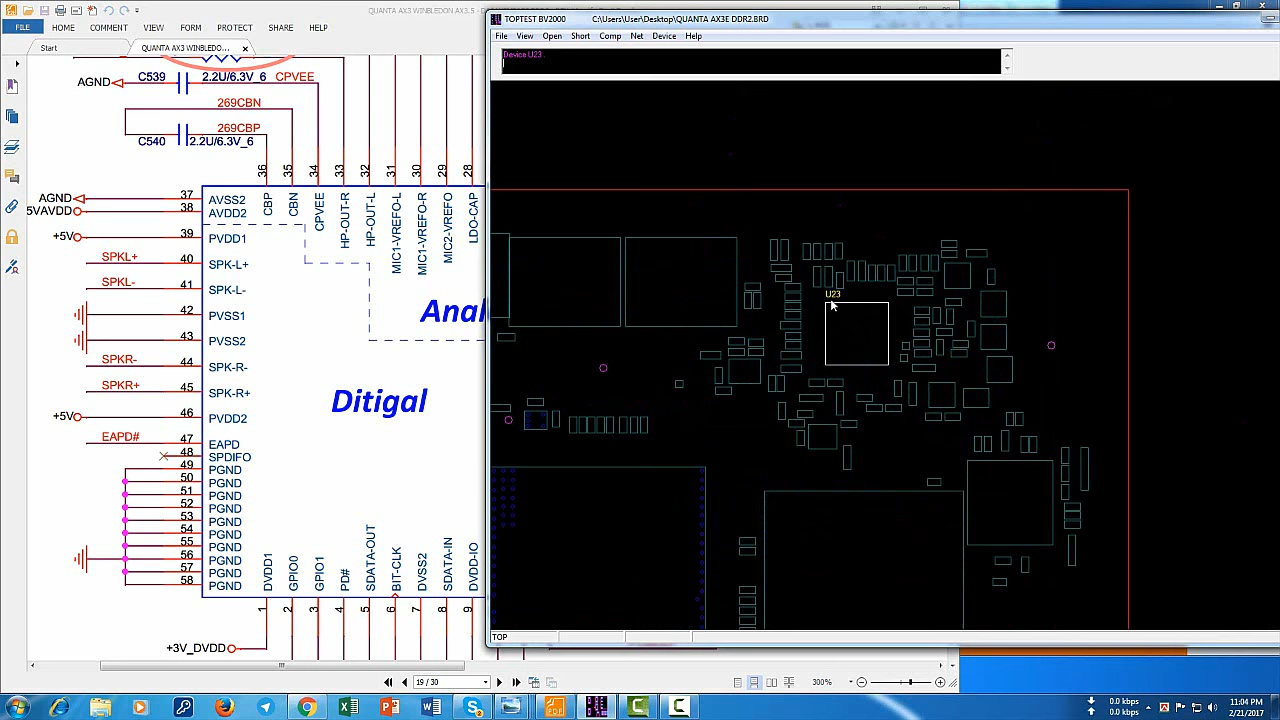 QUANTA AX3 WINBLEDON AX3.5 -
FILE HOME COMMENT VIEW FORM PROTECT SHARE HELP
Start
QUANTA AX3 WINBLEDO...
AGND
C539
2.2U/6.3V_6
CPVEE
269CBN
269CBP
C540
2.2U/6.3V_6
36
35
34
33
32
31
30
29
28
AGND
37
AVSS2
5VAVDD
38
AVDD2
+5V
39
PVDD1
SPKL+
40
SPK-L+
SPKL-
41
SPK-L-
42
PVSS1
43
PVSS2
SPKR-
44
SPK-R-
SPKR+
45
SPK-R+
+5V
46
PVDD2
EAPD#
47
EAPD
48
SPDIFO
49
PGND
50
PGND
51
PGND
52
PGND
53
PGND
54
PGND
55
PGND
56
PGND
57
PGND
58
PGND
CBP
CBN
CPVEE
HP-OUT-R
HP-OUT-L
MIC1-VREFO-L
MIC1-VREFO-R
MIC2-VREFO
LDO-CAP
Anal
Ditigal
DVDD1
GPIO0
GPIO1
PD#
SDATA-OUT
BIT-CLK
DVSS2
SDATA-IN
DVDD-IO
1
2
3
4
5
6
7
8
9
+3V_DVDD
19 / 30
300%
TOPTEST BV2000 C:\Users\User\Desktop\QUANTA AX1 DDR2.BRD
File View Open Short Comp Net Device Help
Device U23
U23
TOP
0.0 kbps
0.0 kbps
11:04 PM
2/21/2017